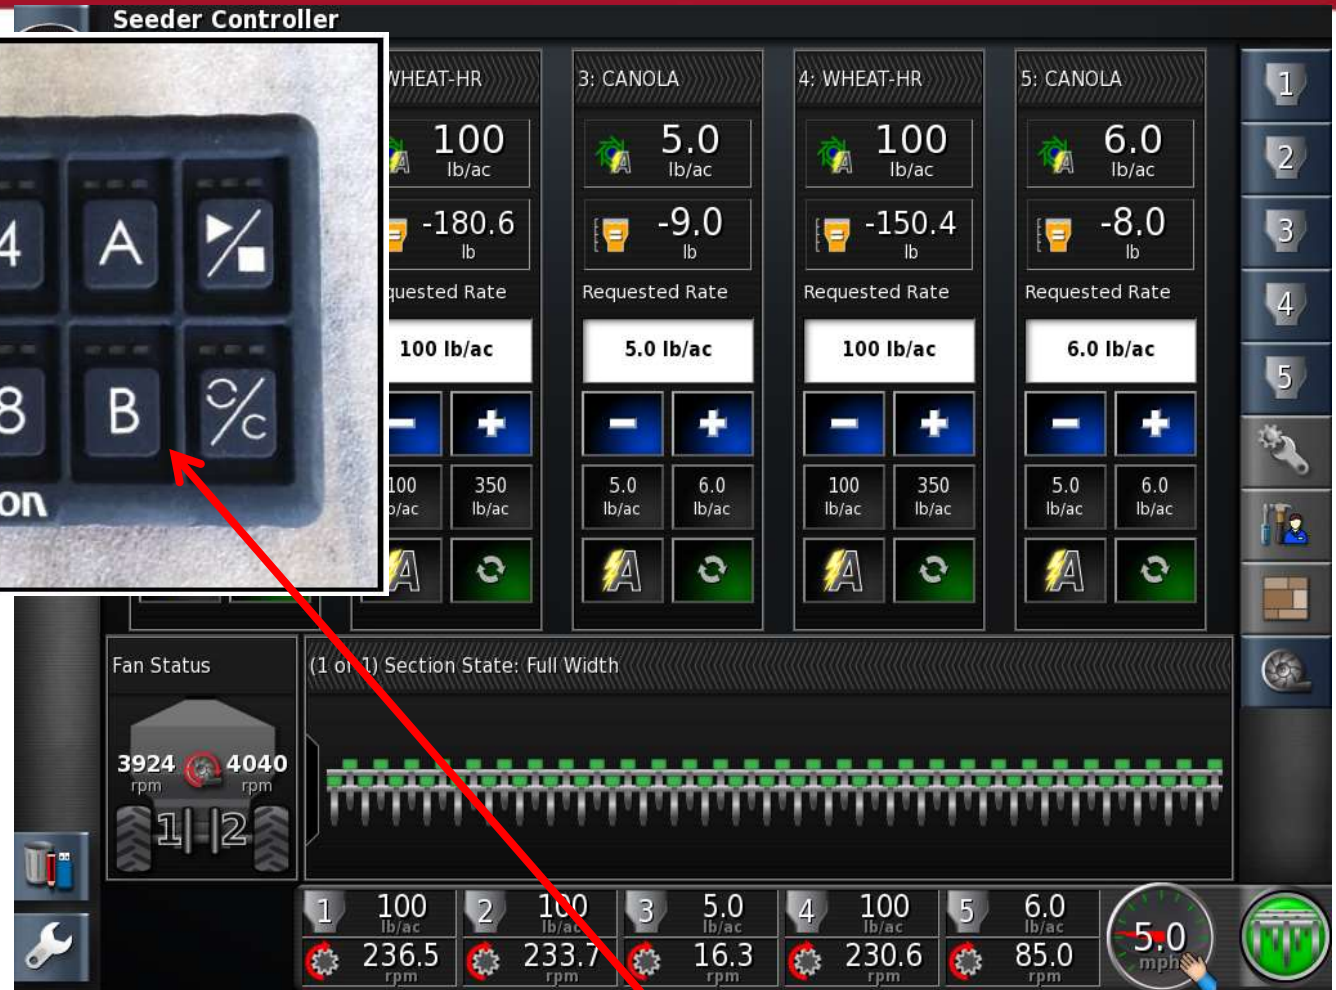 Seeder Controller
WHEAT-HR
3: CANOLA
4: WHEAT-HR
5: CANOLA
1
100
lb/ac
5.0
lb/ac
100
lb/ac
6.0
lb/ac
2
-180.6
lb
-9.0
lb
-150.4
lb
-8.0
lb
3
Requested Rate
Requested Rate
Requested Rate
4
100 lb/ac
5.0 lb/ac
100 lb/ac
6.0 lb/ac
5
4 A
8 B C
100
lb/ac
350
lb/ac
5.0
lb/ac
6.0
lb/ac
100
lb/ac
350
lb/ac
5.0
lb/ac
6.0
lb/ac
A
A
A
A
Fan Status
(1 of 1) Section State: Full Width
3924
rpm
4040
rpm
1 2
1 100 lb/ac
2 100 lb/ac
3 5.0 lb/ac
4 100 lb/ac
5 6.0 lb/ac
236.5 rpm
233.7 rpm
16.3 rpm
230.6 rpm
85.0 rpm
5.0
mph